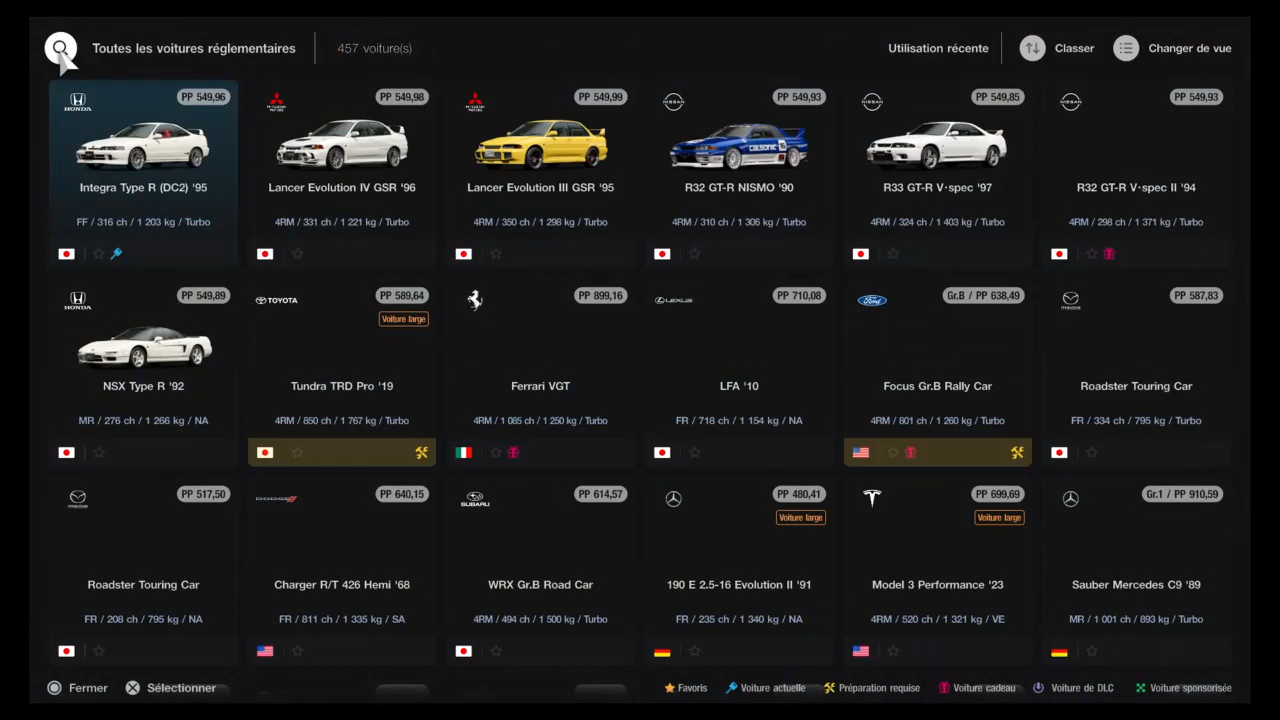 Toutes les voitures réglementaires 457 voiture(s) Utilisation récente Classer Changer de vue
HONDA PP 549,96
Integra Type R (DC2) '95
FF / 316 ch / 1 203 kg / Turbo
PP 549,98
Lancer Evolution IV GSR '96
4RM / 331 ch / 1 221 kg / Turbo
PP 549,99
Lancer Evolution III GSR '95
4RM / 350 ch / 1 298 kg / Turbo
NISSAN PP 549,93
calsonic
R32 GT-R NISMO '90
4RM / 310 ch / 1 306 kg / Turbo
NISSAN PP 549,85
R33 GT-R V·spec '97
4RM / 324 ch / 1 403 kg / Turbo
NISSAN PP 549,93
R32 GT-R V·spec II '94
4RM / 298 ch / 1 371 kg / Turbo
HONDA PP 549,89
NSX Type R '92
MR / 276 ch / 1 266 kg / NA
TOYOTA PP 589,64
Voiture large
Tundra TRD Pro '19
4RM / 850 ch / 1 767 kg / Turbo
PP 899,16
Ferrari VGT
4RM / 1 085 ch / 1 250 kg / Turbo
LEXUS PP 710,08
LFA '10
FR / 718 ch / 1 154 kg / NA
Ford Gr.B / PP 638,49
Focus Gr.B Rally Car
4RM / 801 ch / 1 260 kg / Turbo
mazda PP 587,83
Roadster Touring Car
FR / 334 ch / 795 kg / Turbo
mazda PP 517,50
Roadster Touring Car
FR / 208 ch / 795 kg / NA
DODGE PP 640,15
Charger R/T 426 Hemi '68
FR / 811 ch / 1 335 kg / SA
SUBARU PP 614,57
WRX Gr.B Road Car
4RM / 494 ch / 1 500 kg / Turbo
PP 480,41
Voiture large
190 E 2.5-16 Evolution II '91
FR / 235 ch / 1 340 kg / NA
PP 699,69
Voiture large
Model 3 Performance '23
4RM / 520 ch / 1 321 kg / VE
Gr.1 / PP 910,59
Sauber Mercedes C9 '89
MR / 1 001 ch / 893 kg / Turbo
Fermer Sélectionner Favoris Voiture actuelle Préparation requise Voiture cadeau Voiture de DLC Voiture sponsorisée